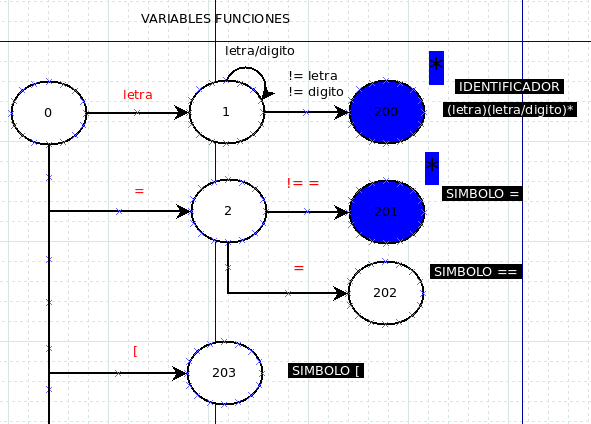 VARIABLES FUNCIONES
letra/digito
*
letra
!= letra
!= digito
IDENTIFICADOR
(letra)(letra/digito)*
0
1
200
*
=
!= =
SIMBOLO =
2
201
=
SIMBOLO ==
202
[
203
SIMBOLO [